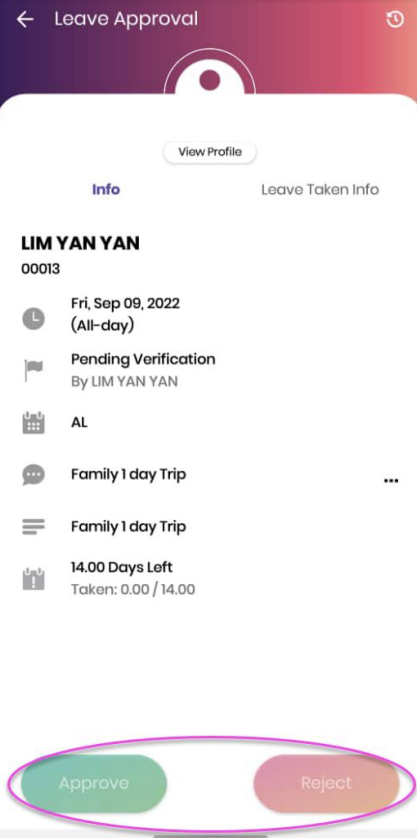 Leave Approval
View Profile
Info
Leave Taken Info
LIM YAN YAN
00013
Fri, Sep 09, 2022
(All-day)
Pending Verification
By LIM YAN YAN
AL
Family 1 day Trip
Family 1 day Trip
14.00 Days Left
Taken: 0.00 / 14.00
Approve
Reject